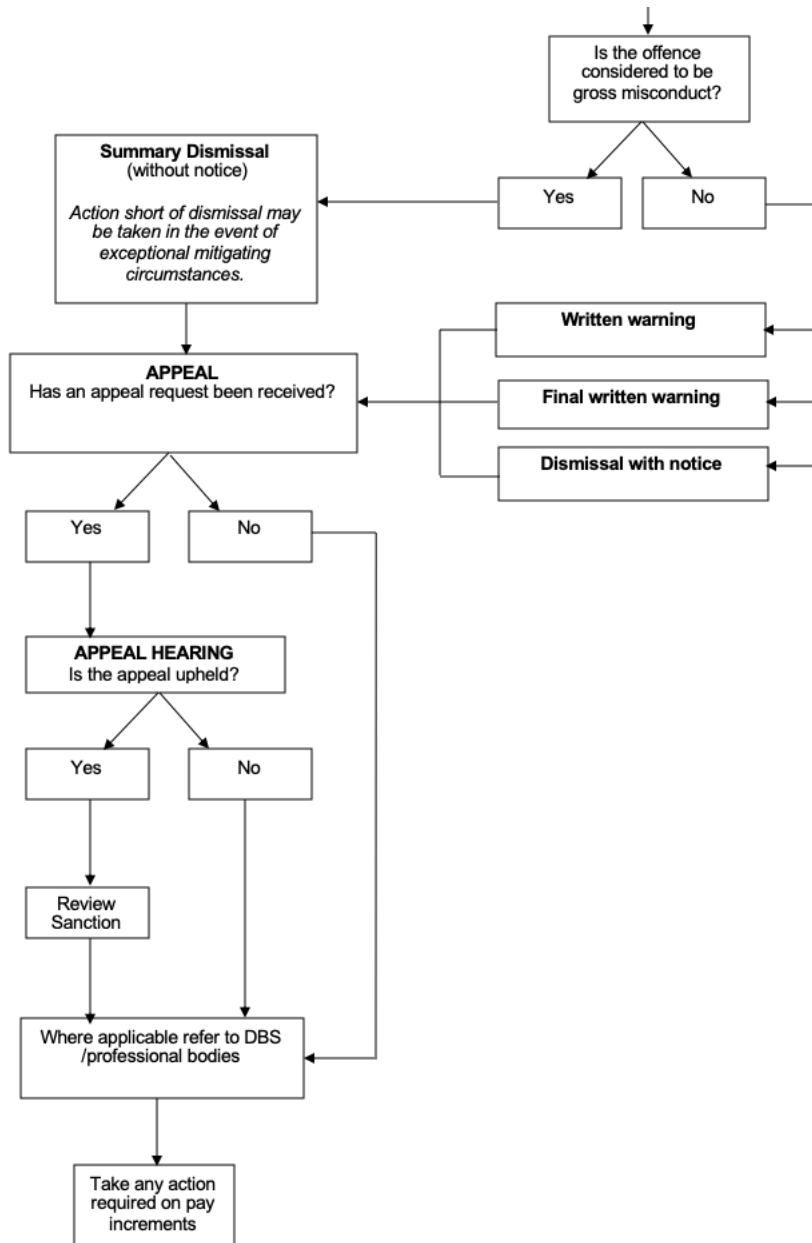 Is the offence
considered to be
gross misconduct?
Summary Dismissal
(without notice)
Action short of dismissal may
be taken in the event of
exceptional mitigating
circumstances.
Yes
No
Written warning
APPEAL
Has an appeal request been received?
Final written warning
Dismissal with notice
Yes
No
APPEAL HEARING
Is the appeal upheld?
Yes
No
Review
Sanction
Where applicable refer to DBS
/professional bodies
Take any action
required on pay
increments